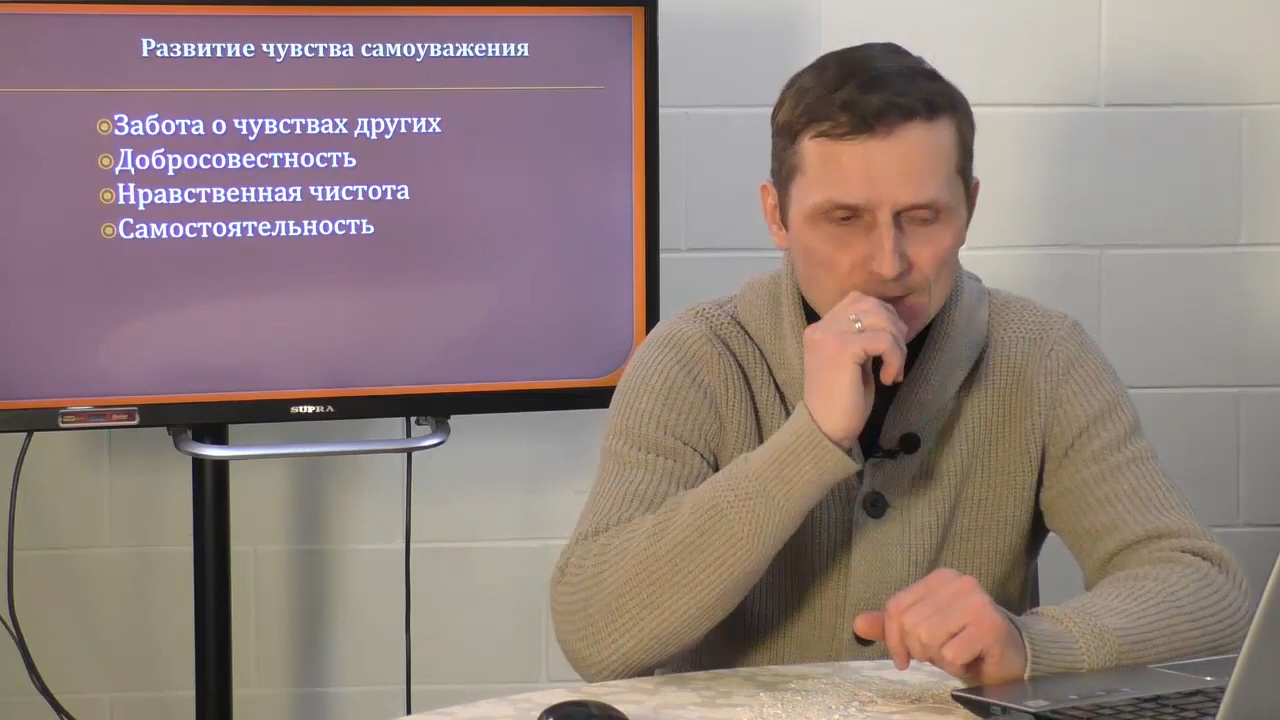 Развитие чувства самоуважения
Забота о чувствах других
Добросовестность
Нравственная чистота
Самостоятельность
SUPRA